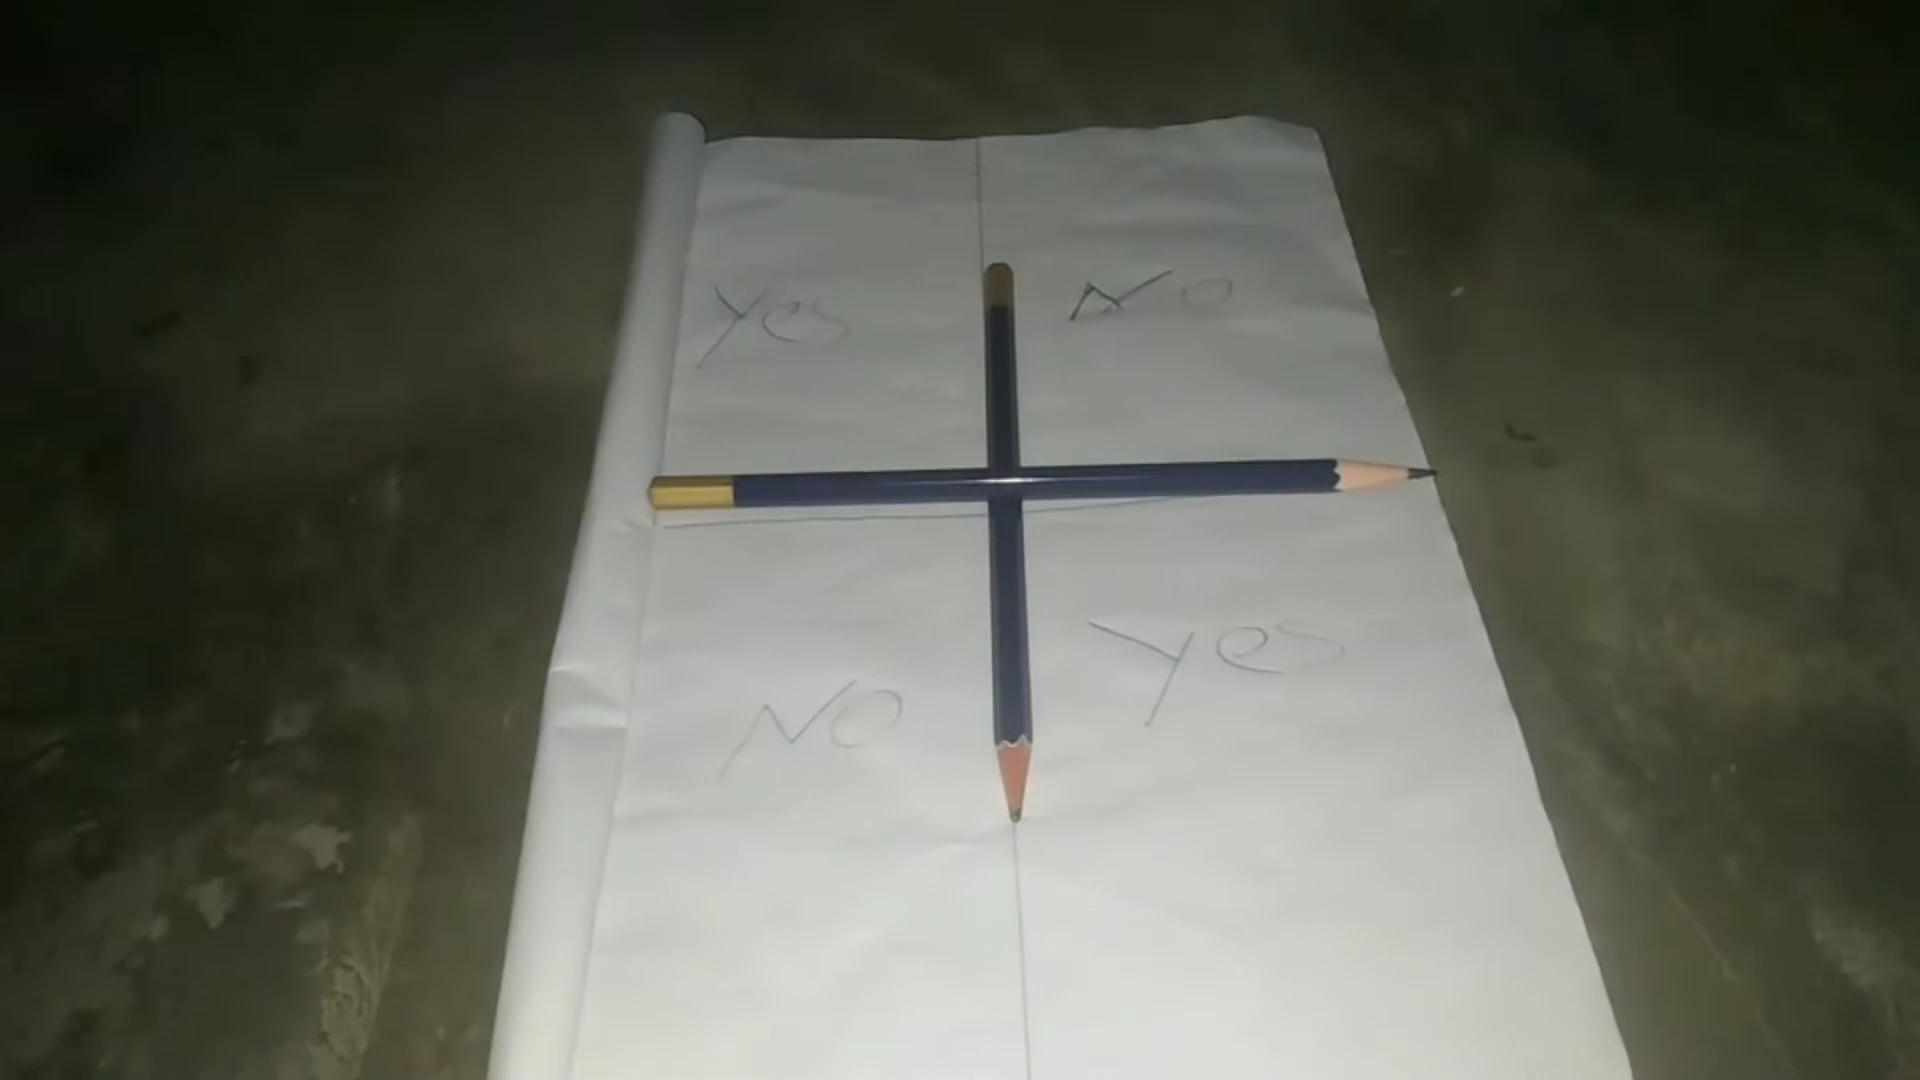 Yes No
No Yes